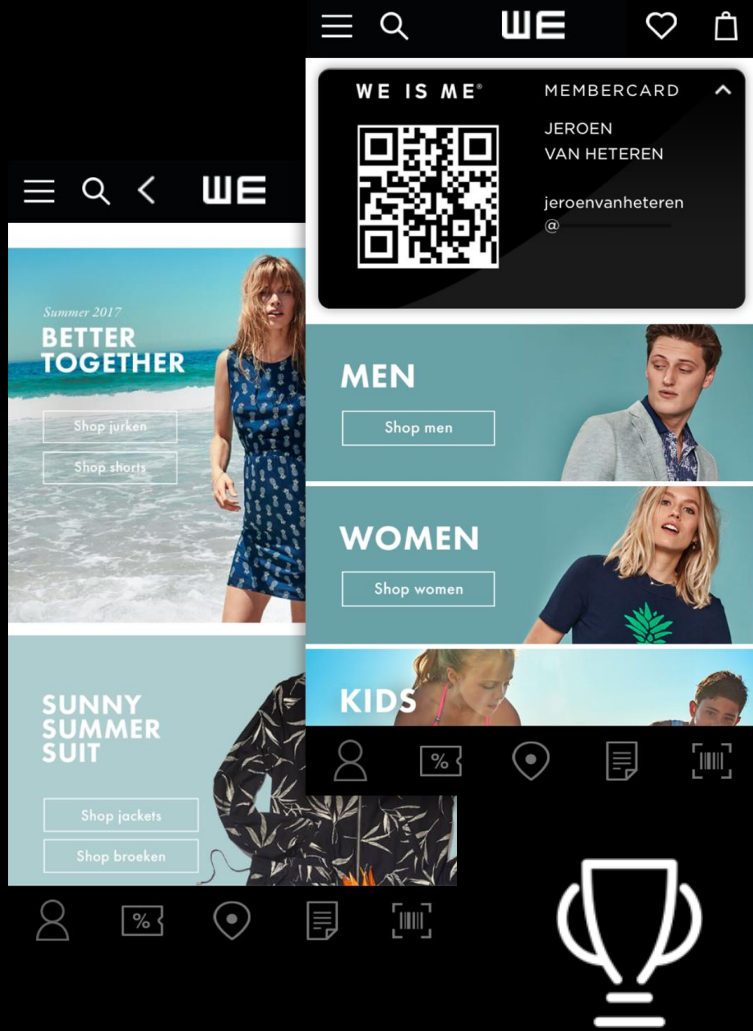 WE
WE IS ME®
MEMBERCARD
JEROEN
VAN HETEREN
jeroenvanheteren
@
MEN
Shop men
WOMEN
Shop women
KIDS
%
WE
Summer 2017
BETTER
TOGETHER
Shop jurken
Shop shorts
SUNNY
SUMMER
SUIT
Shop jackets
Shop broeken
%